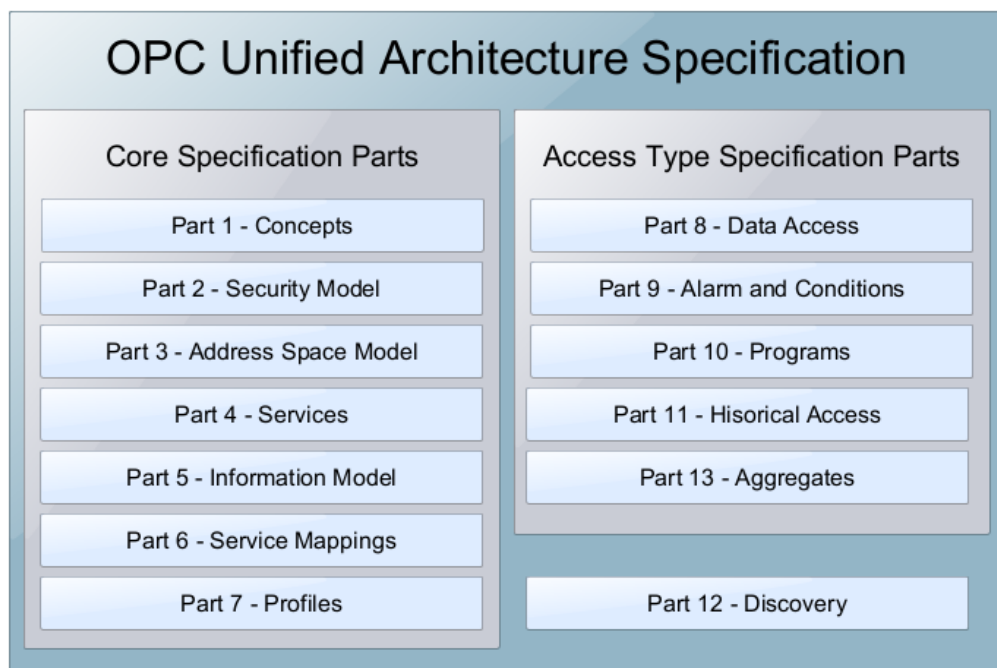 OPC Unified Architecture Specification
Core Specification Parts
Part 1 - Concepts
Part 2 - Security Model
Part 3 - Address Space Model
Part 4 - Services
Part 5 - Information Model
Part 6 - Service Mappings
Part 7 - Profiles
Access Type Specification Parts
Part 8 - Data Access
Part 9 - Alarm and Conditions
Part 10 - Programs
Part 11 - Hisorical Access
Part 13 - Aggregates
Part 12 - Discovery